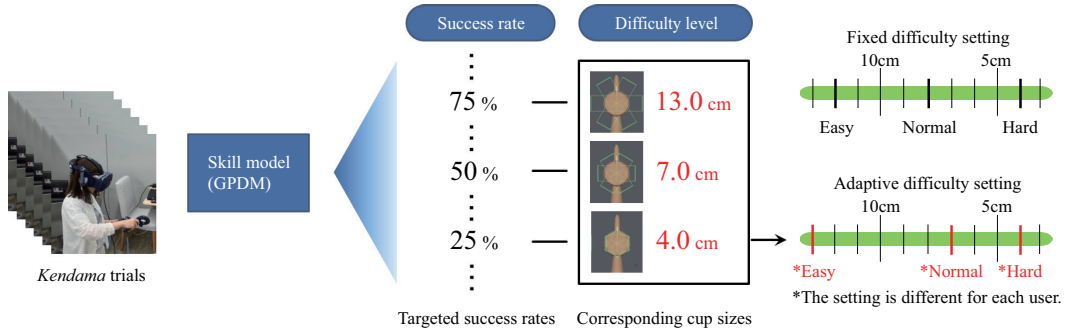 Success rate
Difficulty level
Skill model
(GPDM)
75 %
50 %
25 %
13.0 cm
7.0 cm
4.0 cm
Kendama trials
Targeted success rates
Corresponding cup sizes
Fixed difficulty setting
10cm
5cm
Easy
Normal
Hard
Adaptive difficulty setting
10cm
5cm
*Easy
*Normal
*Hard
*The setting is different for each user.